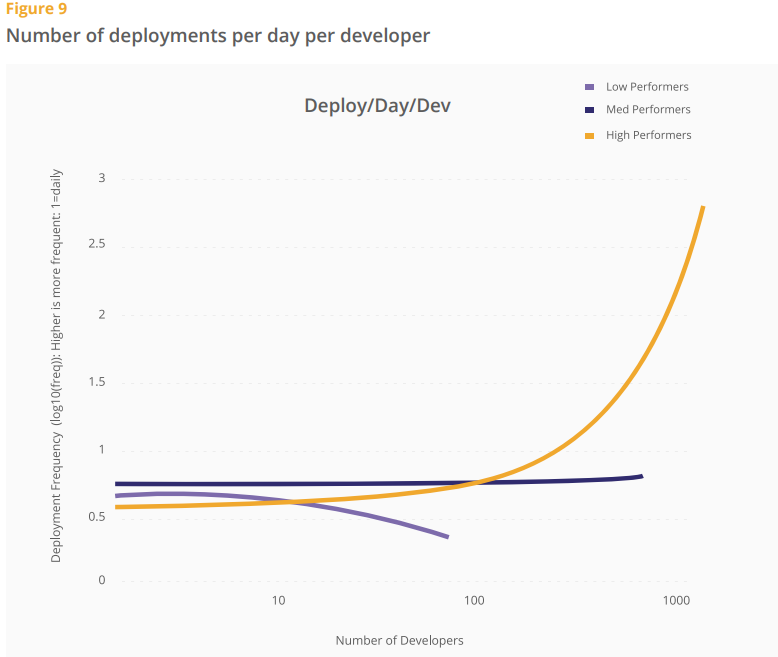 Figure 9
Number of deployments per day per developer
Deploy/Day/Dev
Low Performers
Med Performers
High Performers
Deployment Frequency (log10(freq)): Higher is more frequent: 1=daily
3
2.5
2
1.5
1
0.5
0
10 100 1000
Number of Developers